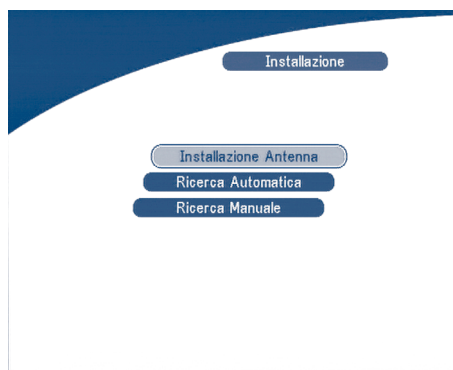 Installazione
Installazione Antenna
Ricerca Automatica
Ricerca Manuale